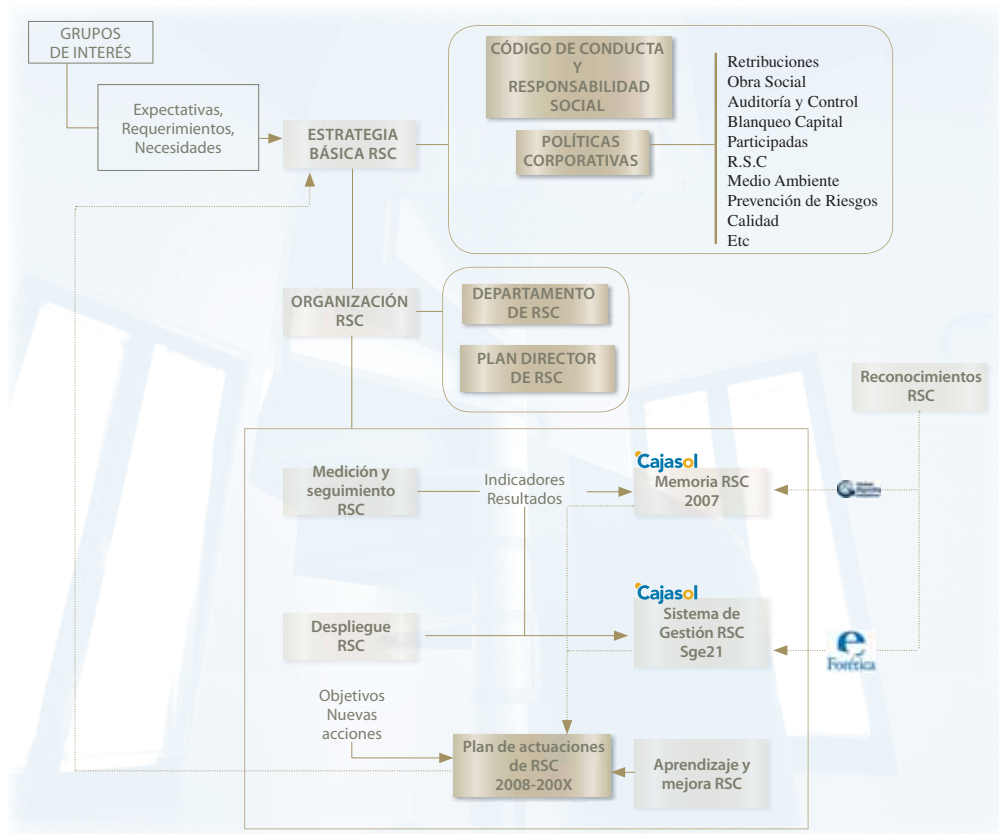 GRUPOS
DE INTERÉS
Expectativas,
Requerimientos,
Necesidades
ESTRATEGIA
BÁSICA RSC
CÓDIGO DE CONDUCTA
Y
RESPONSABILIDAD
SOCIAL
POLÍTICAS
CORPORATIVAS
Retribuciones
Obra Social
Auditoría y Control
Blanqueo Capital
Participadas
R.S.C
Medio Ambiente
Prevención de Riesgos
Calidad
Etc
ORGANIZACIÓN
RSC
DEPARTAMENTO
DE RSC
PLAN DIRECTOR
DE RSC
Reconocimientos
RSC
Medición y
seguimiento
RSC
Indicadores
Resultados
Cajasol
Memoria RSC
2007
Despliegue
RSC
Cajasol
Sistema de
Gestión RSC
Sge21
e
Forética
Objetivos
Nuevas
acciones
Plan de actuaciones
de RSC
2008-200X
Aprendizaje y
mejora RSC